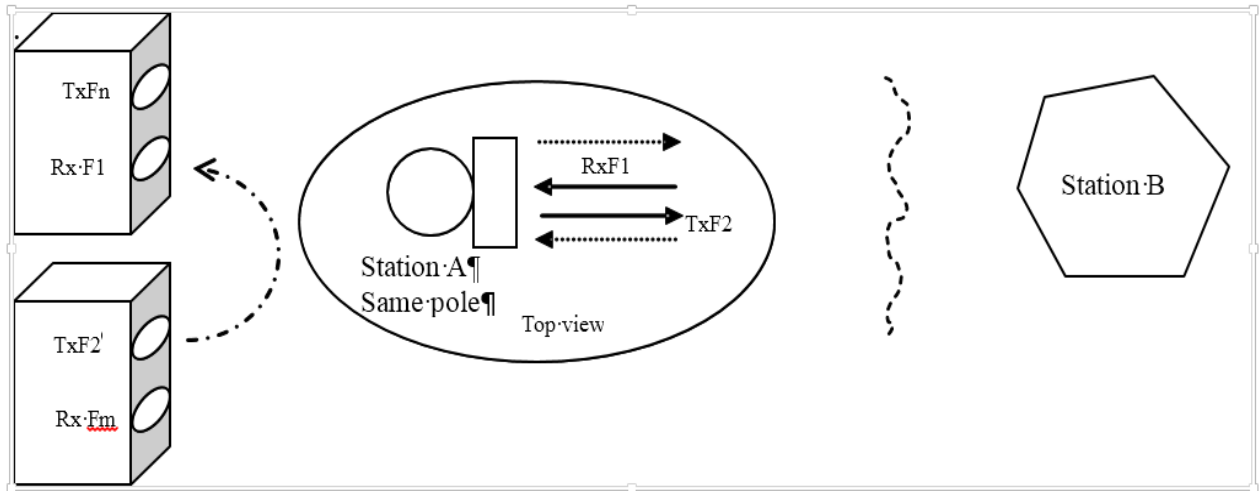 TxFn
Rx·F1
TxF2'
Rx·Fm
RxF1
TxF2
Station·A¶
Same·pole¶
Top·view
Station·B